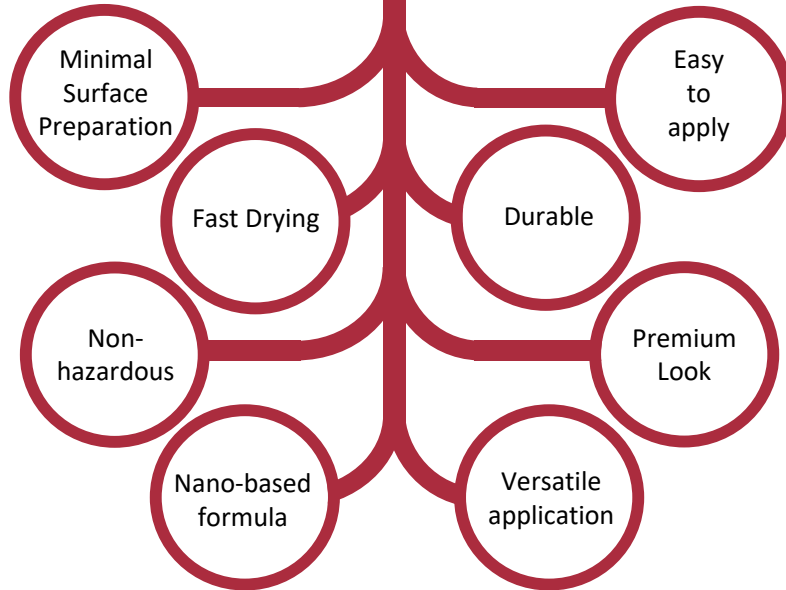 Minimal
Surface
Preparation
Easy
to
apply
Fast Drying
Durable
Non-
hazardous
Premium
Look
Nano-based
formula
Versatile
application